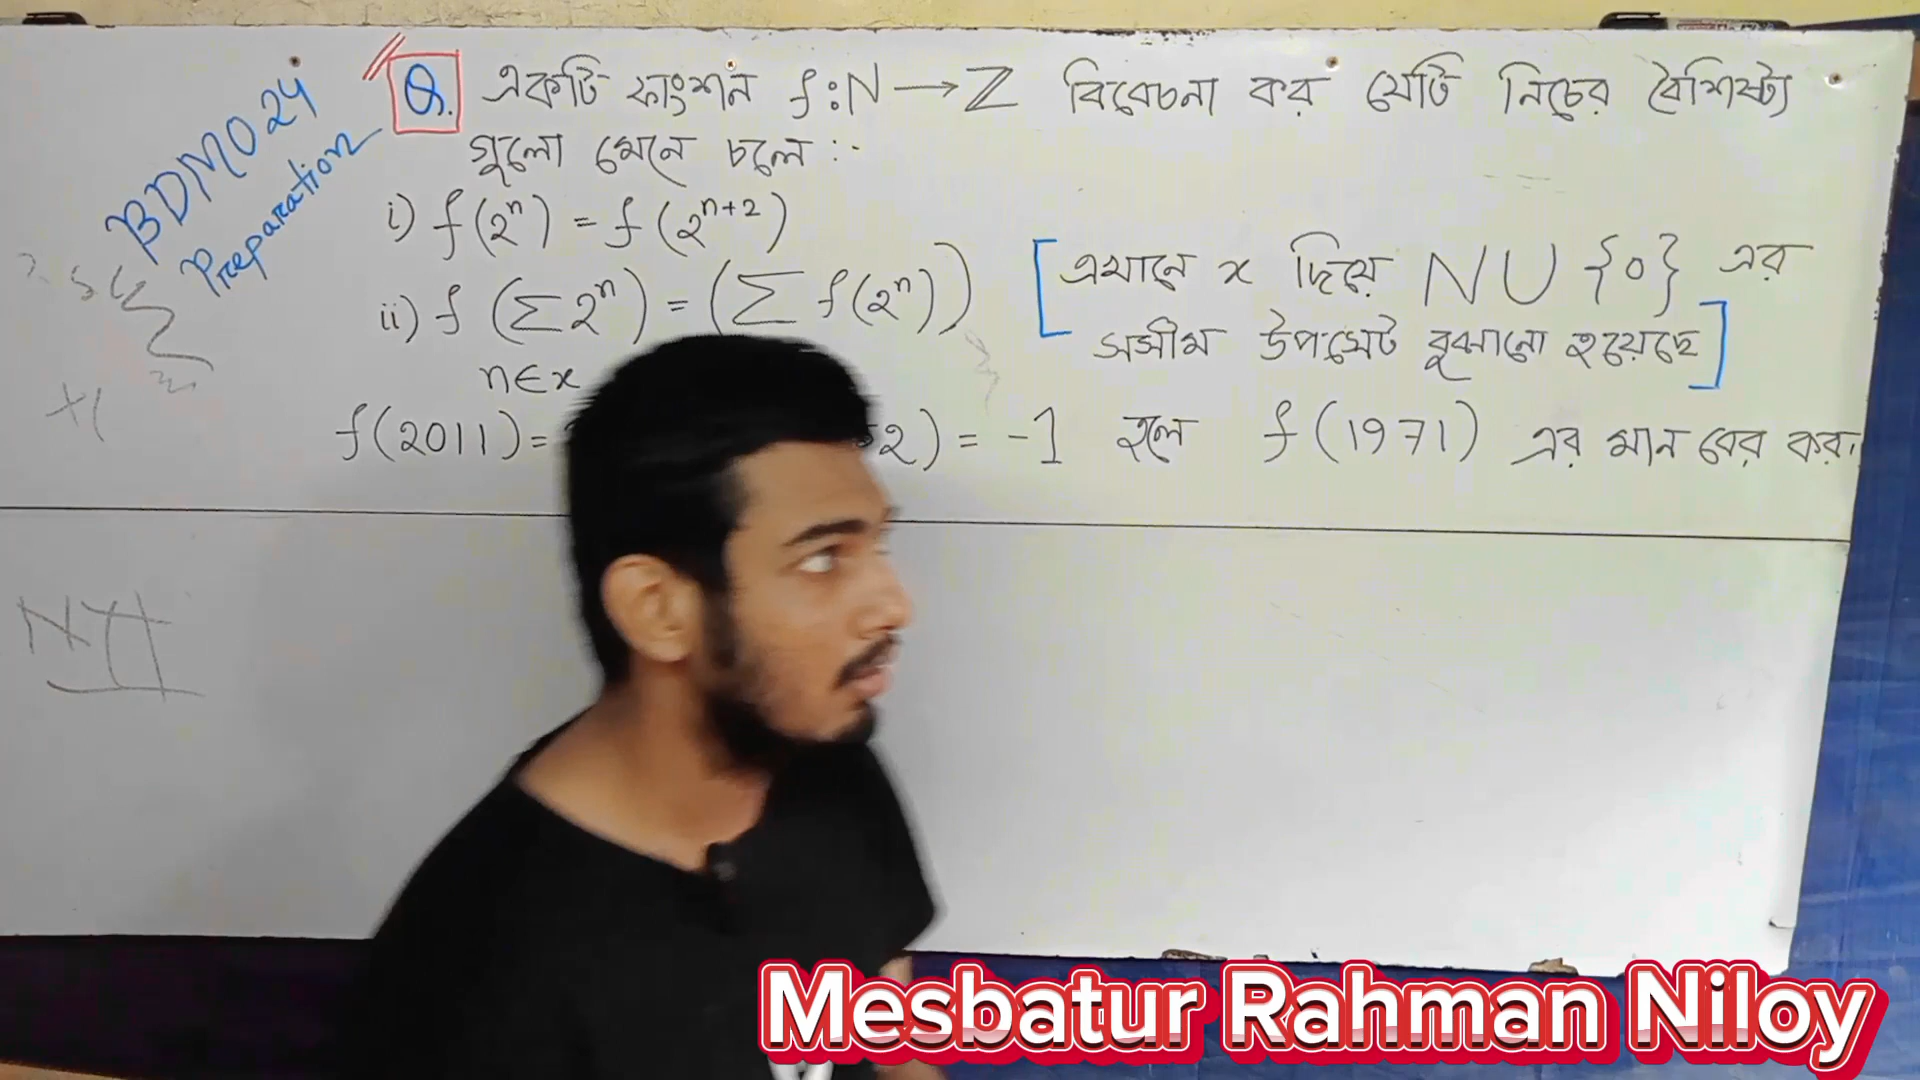 BDMO 24
Preparation
Q. একটি ফাংশন f:N→Z বিবেচনা কর যেটি নিচের বৈশিষ্ট্য
গুলো মেনে চলে :-
i) f(2ⁿ) = f(2ⁿ⁺²)
ii) f(Σ2ⁿ) = (Σ f(2ⁿ)) [এখানে x দিয়ে N∪{0} এর
n∈x সসীম উপসেট বুঝানো হয়েছে]
f(2011) = 2) = -1 হলে f(1971) এর মান বের কর।
Mesbatur Rahman Niloy